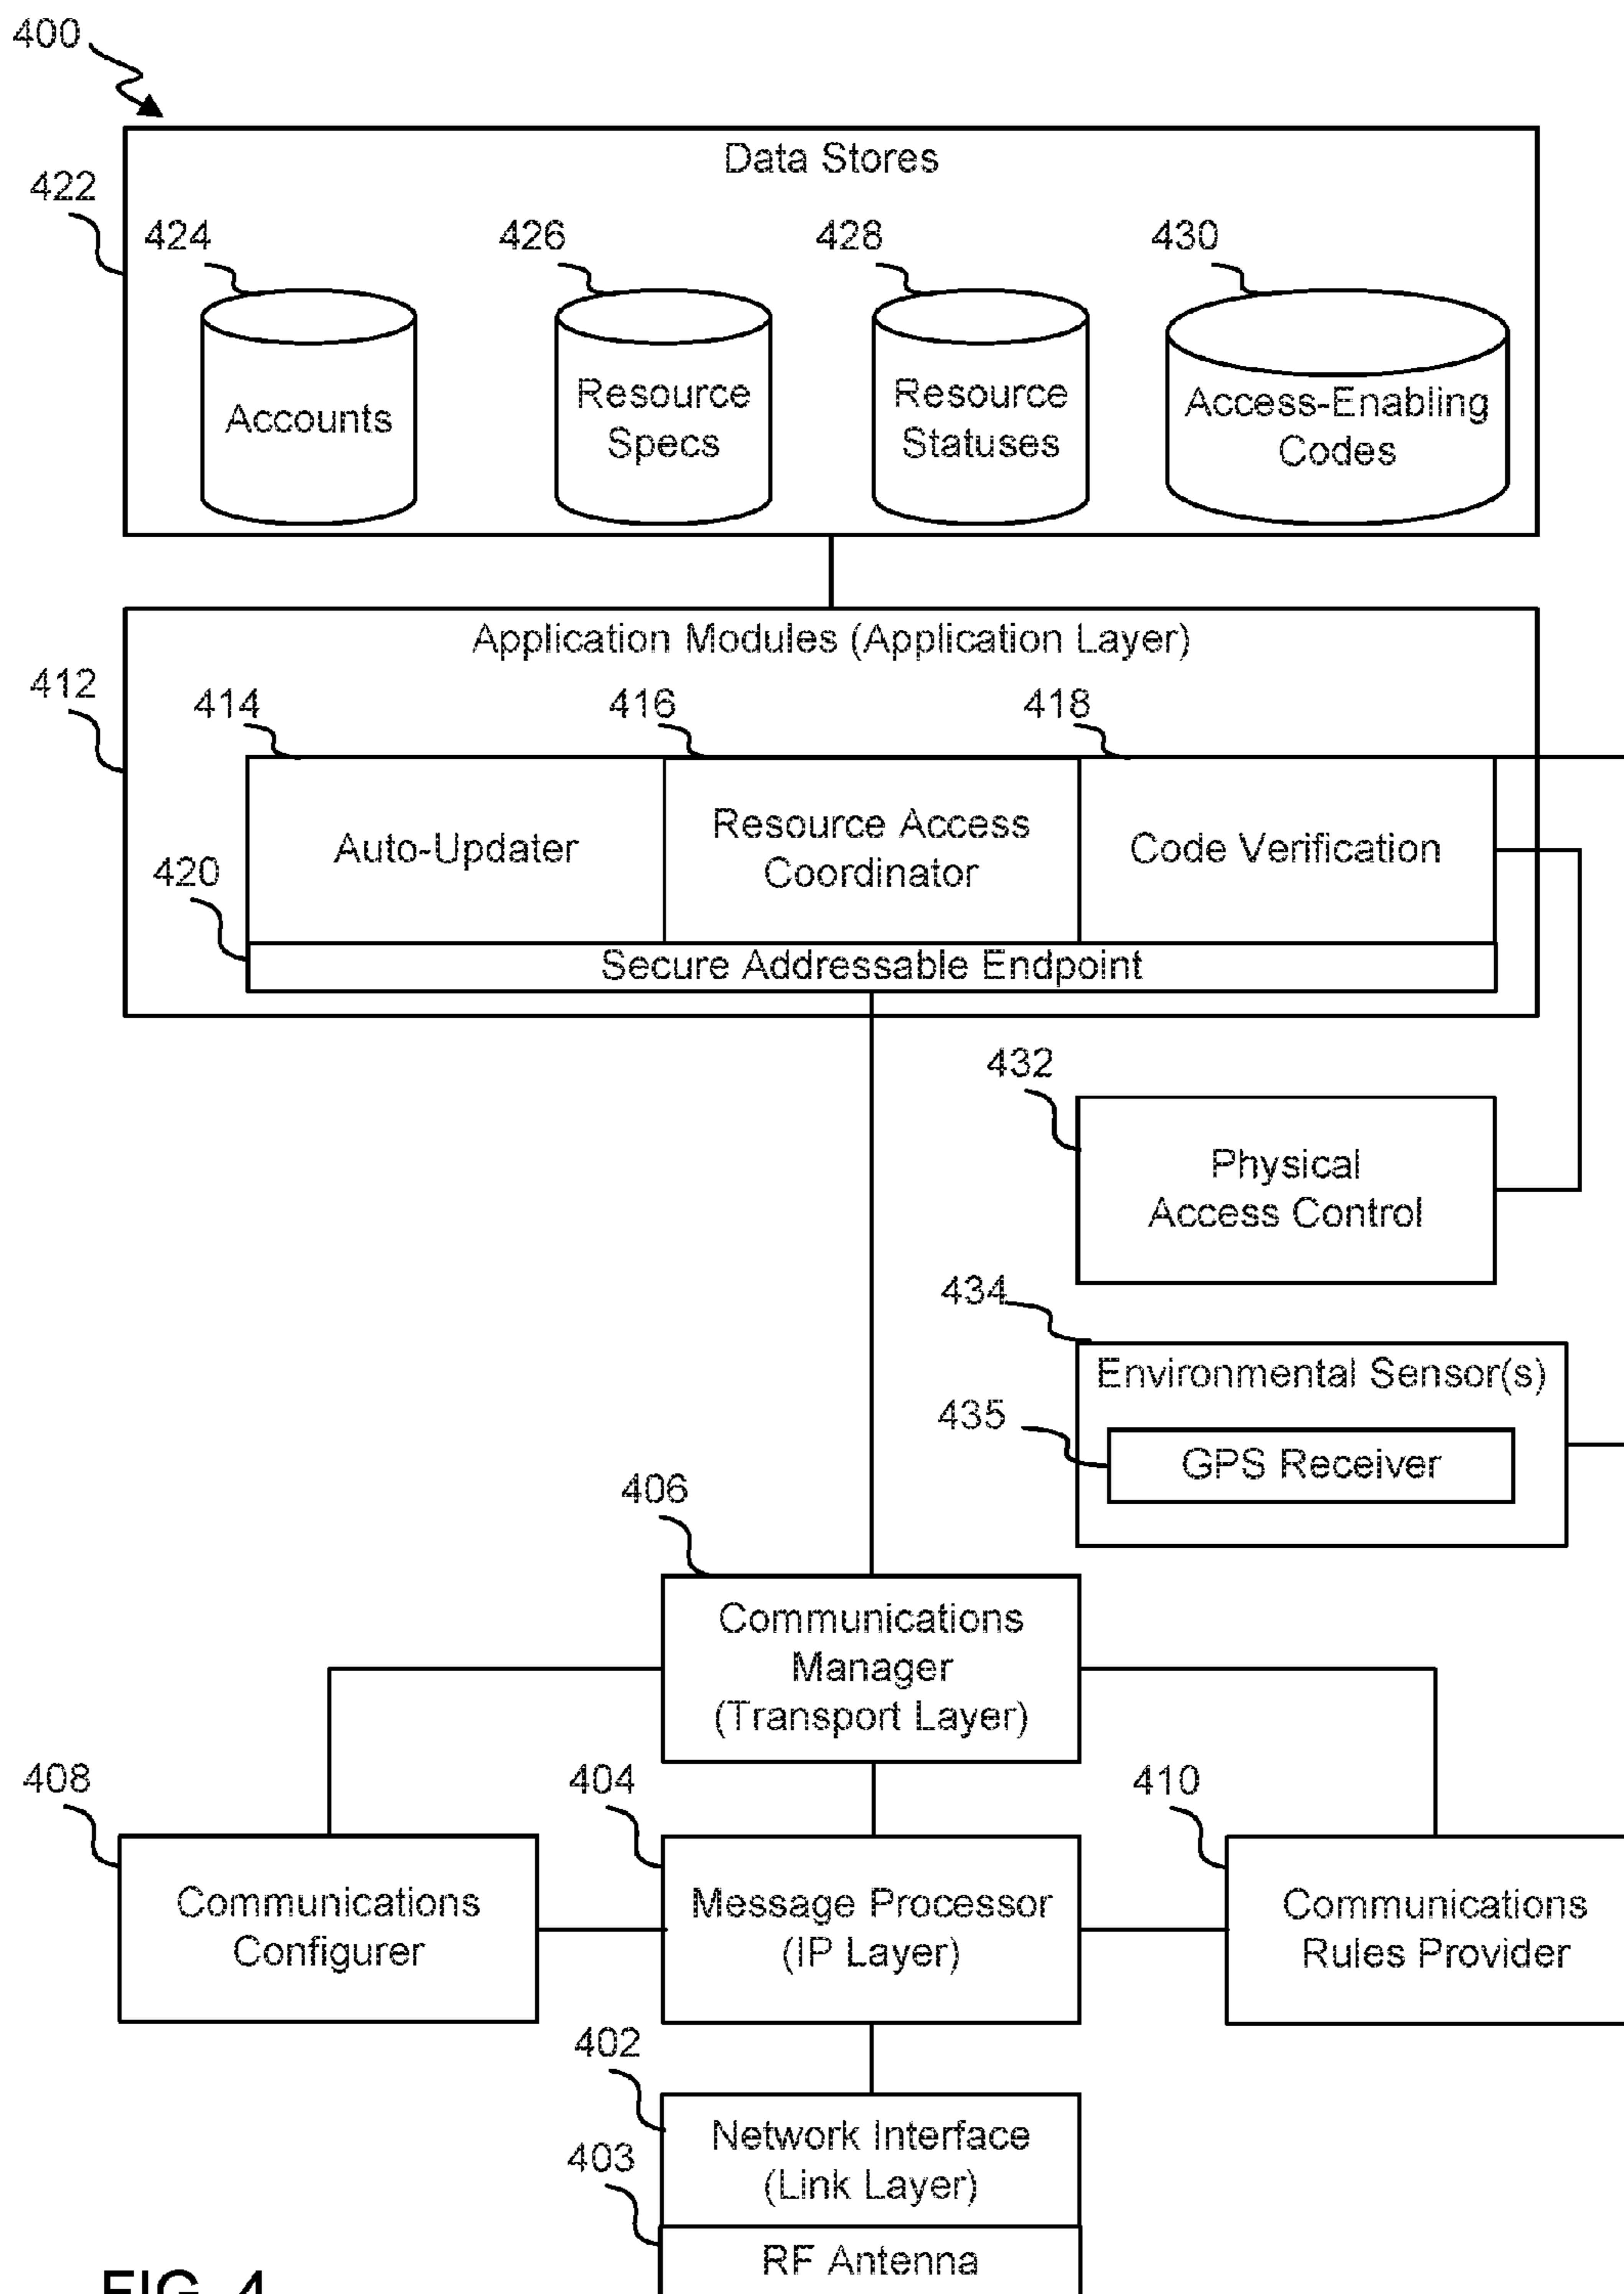 400
Data Stores
422
424
426
428
430
Accounts
Resource
Specs
Resource
Statuses
Access-Enabling
Codes
Application Modules (Application Layer)
412
414
416
418
Auto-Updater
Resource Access
Coordinator
Code Verification
420
Secure Addressable Endpoint
432
Physical
Access Control
434
Environmental Sensor(s)
435
GPS Receiver
406
Communications
Manager
(Transport Layer)
408
404
410
Communications
Configurer
Message Processor
(IP Layer)
Communications
Rules Provider
402
Network Interface
(Link Layer)
403
RF Antenna
FIG. 4